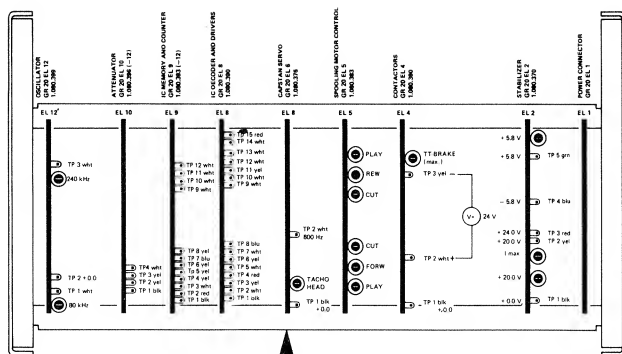 OSCILLATOR
GR 20 EL 12
1.080.399
ATTENUATOR
GR 20 EL 10
1.080.396 (-12)
IC MEMORY AND COUNTER
GR 20 EL 9
1.080.393 (-12)
IC DECODER AND DRIVERS
GR 20 EL 8
1.080.390
CAPSTAN SERVO
GR 20 EL 6
1.080.376
SPOOLING MOTOR CONTROL
GR 20 EL 5
1.080.383
CONTACTORS
GR 20 EL 4
1.080.390
STABILIZER
GR 20 EL 2
1.080.370
POWER CONNECTOR
GR 20 EL 1
EL 12
EL 10
EL 9
EL 8
EL 6
EL 5
EL 4
EL 2
EL 1
TP 3 wht
240 kHz
TP 2 +0.0
TP 1 wht
80 kHz
TP4 wht
TP 3 yel
TP 2 yel
TP 1 blk
TP 12 wht
TP 11 wht
TP 10 wht
TP 9 wht
TP 8 yel
TP 7 blu
TP 6 yel
Tp 5 yel
TP 4 yel
TP 3 wht
TP 2 red
TP 1 blk
Tp 15 red
TP 14 wht
TP 13 wht
TP 12 wht
TP 11 yel
TP 10 wht
TP 9 wht
TP 8 blu
TP 7 wht
TP 6 yel
TP 5 wht
TP 4 red
TP 3 yel
TP 2 wht
TP 1 blk
TP 2 wht
800 Hz
TACHO
HEAD
TP 1 blk
+0.0
PLAY
REW
CUT
CUT
FORW
PLAY
TT-BRAKE
(max.)
TP 3 yel
V=
24 V
TP 2 wht+
TP 1 blk
+.0.0
+ 5.8 V
+ 5.8 V
TP 5 grn
- 5.8 V
TP 4 blu
+ 24.0 V
TP 3 red
+ 20.0 V
TP 2 yel
I max
+ 20.0 V
+ 0.0 V
TP 1 blk